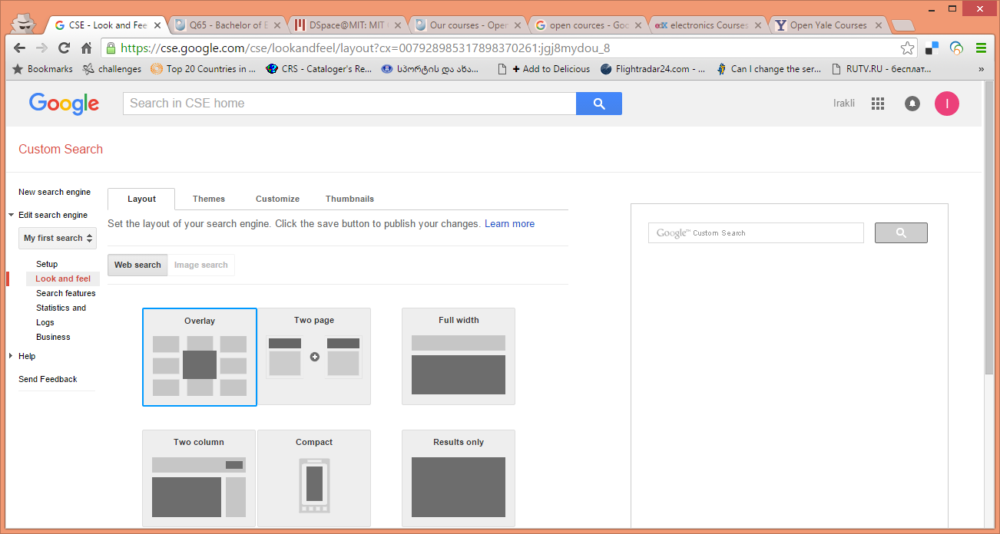 CSE - Look and Fee
Q65 - Bachelor of E
DSpace@MIT: MIT
Our courses - Oper
open cources - Goo
edX electronics Courses
Open Yale Courses
https://cse.google.com/cse/lookandfeel/layout?cx=007928985317898370261:jgj8mydou_8
Bookmarks
challenges
Top 20 Countries in ...
CRS - Cataloger's Re...
სპორტის და ახა...
+ Add to Delicious
Flightradar24.com - ...
Can I change the ser...
RUTV.RU - бесплат...
»
Google
Search in CSE home
Irakli
I
Custom Search
New search engine
Edit search engine
My first search
Setup
Look and feel
Search features
Statistics and
Logs
Business
Help
Send Feedback
Layout
Themes
Customize
Thumbnails
Set the layout of your search engine. Click the save button to publish your changes. Learn more
Web search
Image search
Overlay
Two page
Full width
Two column
Compact
Results only
Google™ Custom Search